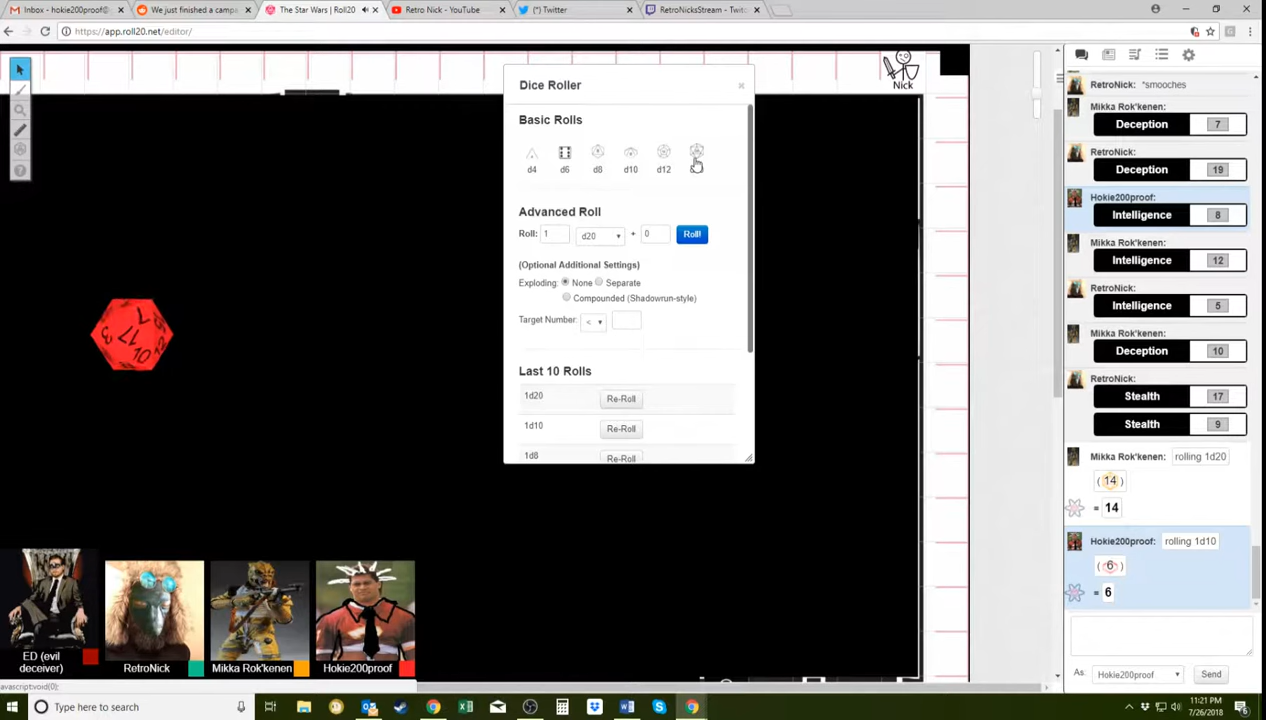 Inbox - hokie200proof@g
We just finished a campa
The Star Wars | Roll20
Retro Nick - YouTube
(*) Twitter
RetroNicksStream - Twitc
https://app.roll20.net/editor/
Nick
Dice Roller
Basic Rolls
d4
d6
d8
d10
d12
Advanced Roll
Roll: 1
d20
+
0
Roll!
(Optional Additional Settings)
Exploding: None Separate
Compounded (Shadowrun-style)
Target Number: <
Last 10 Rolls
1d20
Re-Roll
1d10
Re-Roll
1d8
Re-Roll
7
3
17
10
ED (evil
deceiver)
RetroNick
Mikka Rok'kenen
Hokie200proof
RetroNick: *smooches
Mikka Rok'kenen:
Deception 7
RetroNick:
Deception 19
Hokie200proof:
Intelligence 8
Mikka Rok'kenen:
Intelligence 12
RetroNick:
Intelligence 5
Mikka Rok'kenen:
Deception 10
RetroNick:
Stealth 17
Stealth 9
Mikka Rok'kenen: rolling 1d20
(14)
= 14
Hokie200proof: rolling 1d10
(6)
= 6
As: Hokie200proof
Send
javascript:void(0);
Type here to search
11:21 PM
7/26/2018